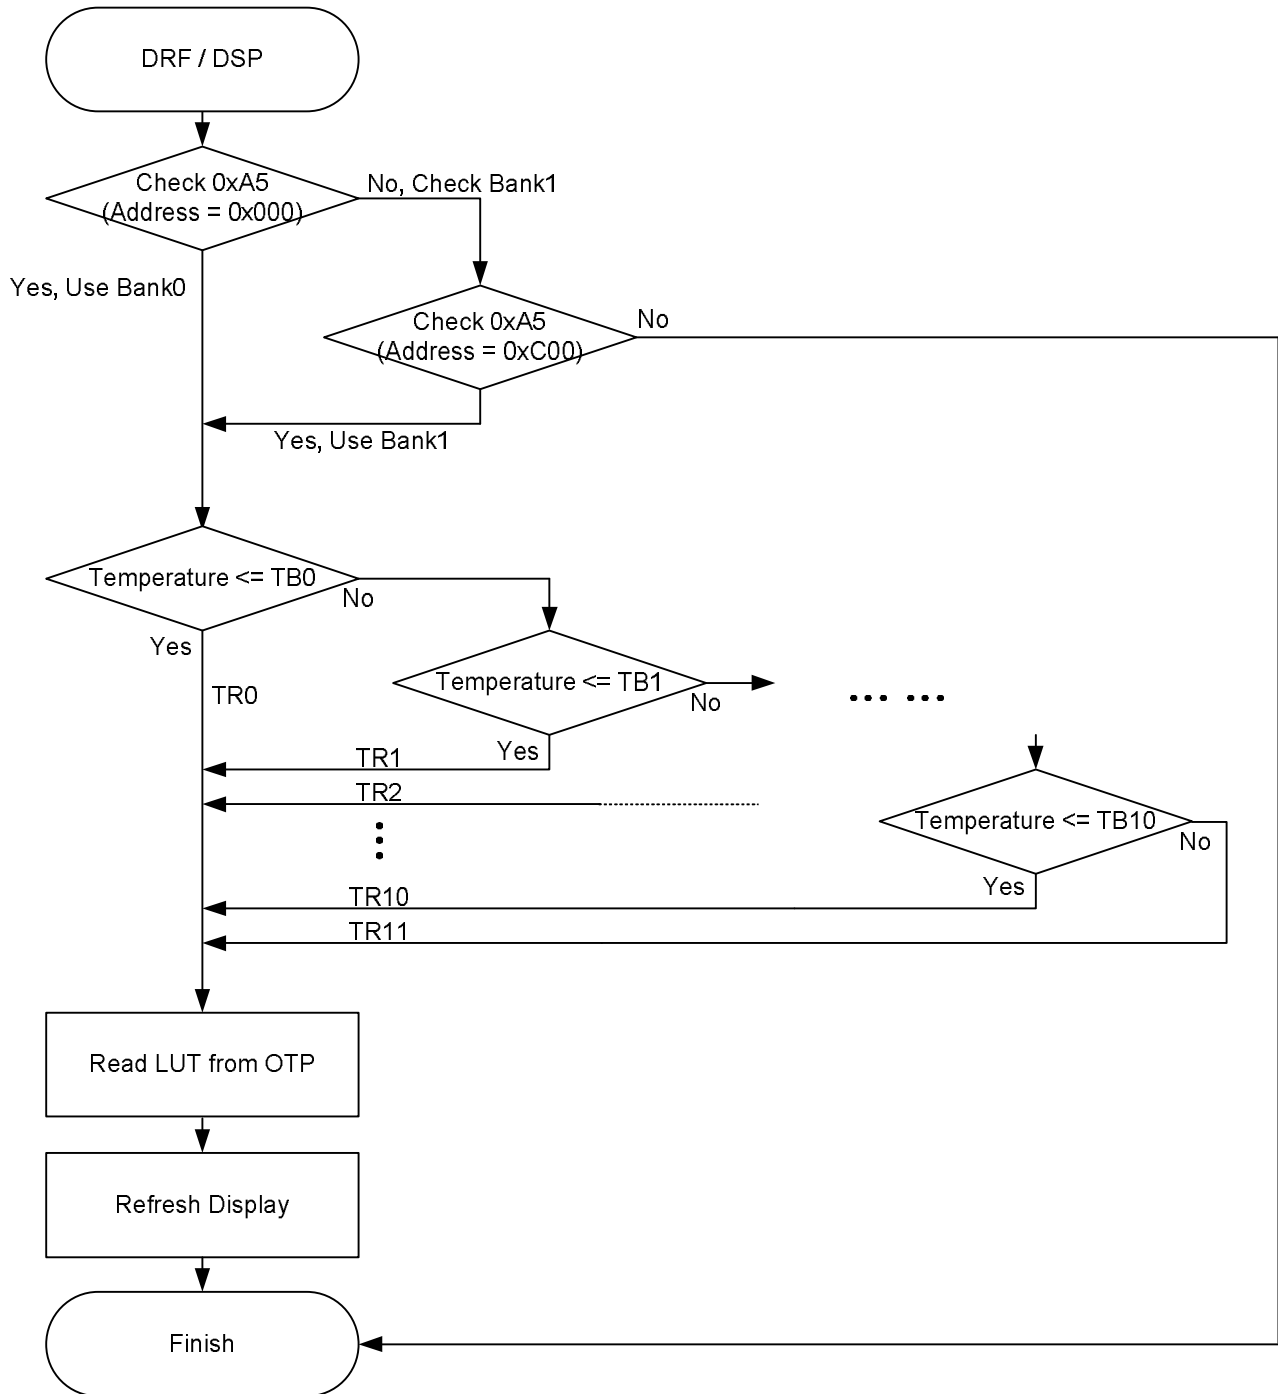 DRF / DSP
Check 0xA5
(Address = 0x000)
No, Check Bank1
Yes, Use Bank0
Check 0xA5
(Address = 0xC00)
No
Yes, Use Bank1
Temperature <= TB0
No
Yes
TR0
Temperature <= TB1
No
... ...
Yes
TR1
TR2
Temperature <= TB10
No
Yes
TR10
TR11
Read LUT from OTP
Refresh Display
Finish